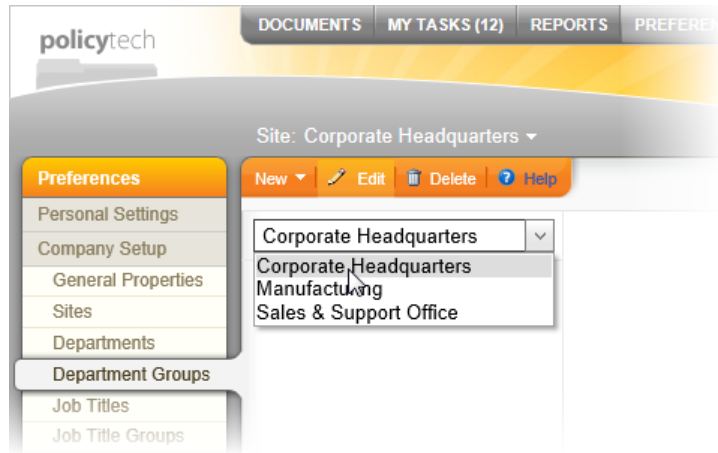 policytech
DOCUMENTS MY TASKS (12) REPORTS PREFEREN
Site: Corporate Headquarters
Preferences
New Edit Delete Help
Personal Settings
Company Setup
General Properties
Sites
Departments
Department Groups
Job Titles
Job Title Groups
Corporate Headquarters
Corporate Headquarters
Manufacturing
Sales & Support Office